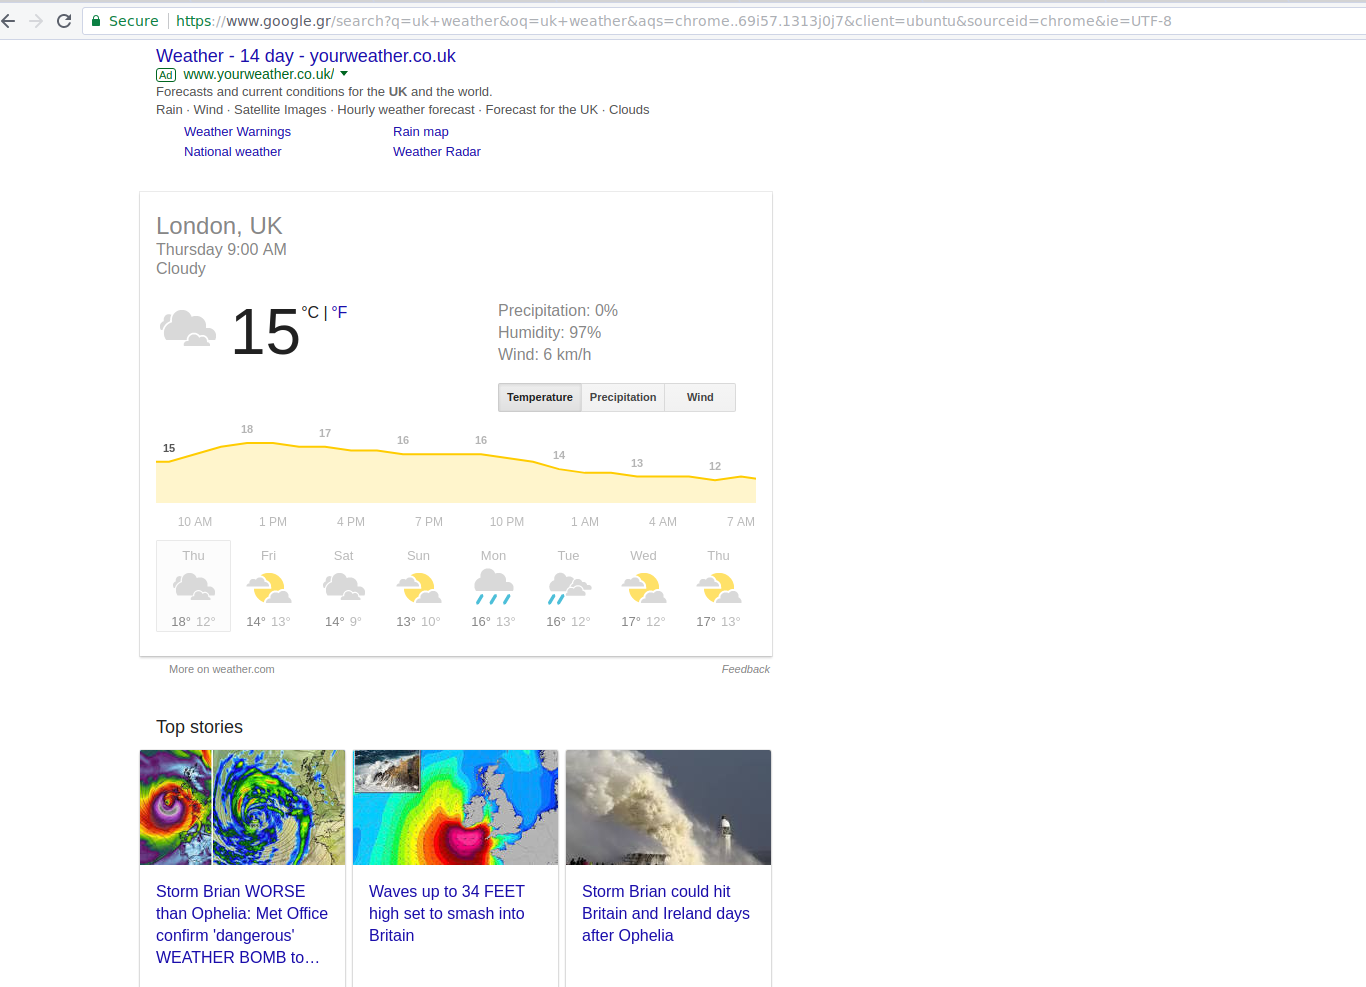 Secure https://www.google.gr/search?q=uk+weather&oq=uk+weather&aqs=chrome..69i57.1313j0j7&client=ubuntu&sourceid=chrome&ie=UTF-8
Weather - 14 day - yourweather.co.uk
Ad www.yourweather.co.uk/
Forecasts and current conditions for the UK and the world.
Rain · Wind · Satellite Images · Hourly weather forecast · Forecast for the UK · Clouds
Weather Warnings Rain map
National weather Weather Radar
London, UK
Thursday 9:00 AM
Cloudy
15 °C | °F
Precipitation: 0%
Humidity: 97%
Wind: 6 km/h
Temperature Precipitation Wind
15 18 17 16 16 14 13 12
10 AM 1 PM 4 PM 7 PM 10 PM 1 AM 4 AM 7 AM
Thu Fri Sat Sun Mon Tue Wed Thu
18° 12° 14° 13° 14° 9° 13° 10° 16° 13° 16° 12° 17° 12° 17° 13°
More on weather.com Feedback
Top stories
Storm Brian WORSE
than Ophelia: Met Office
confirm 'dangerous'
WEATHER BOMB to…
Waves up to 34 FEET
high set to smash into
Britain
Storm Brian could hit
Britain and Ireland days
after Ophelia